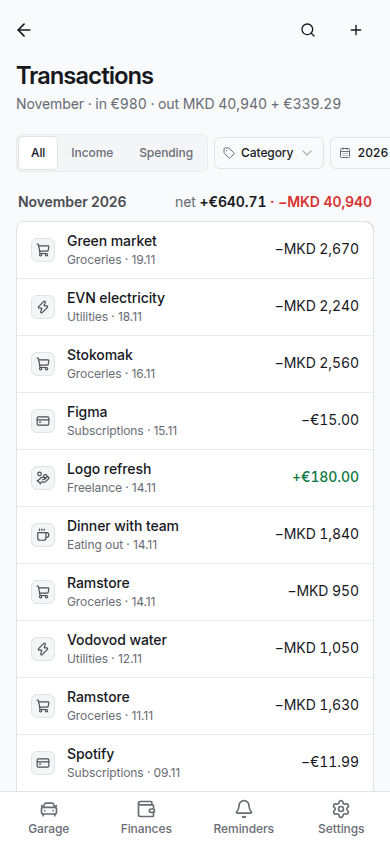 Transactions
November · in €980 · out MKD 40,940 + €339.29
All Income Spending Category 2026
November 2026 net +€640.71 · −MKD 40,940
Green market −MKD 2,670
Groceries · 19.11
EVN electricity −MKD 2,240
Utilities · 18.11
Stokomak −MKD 2,560
Groceries · 16.11
Figma −€15.00
Subscriptions · 15.11
Logo refresh +€180.00
Freelance · 14.11
Dinner with team −MKD 1,840
Eating out · 14.11
Ramstore −MKD 950
Groceries · 14.11
Vodovod water −MKD 1,050
Utilities · 12.11
Ramstore −MKD 1,630
Groceries · 11.11
Spotify −€11.99
Subscriptions · 09.11
Garage Finances Reminders Settings